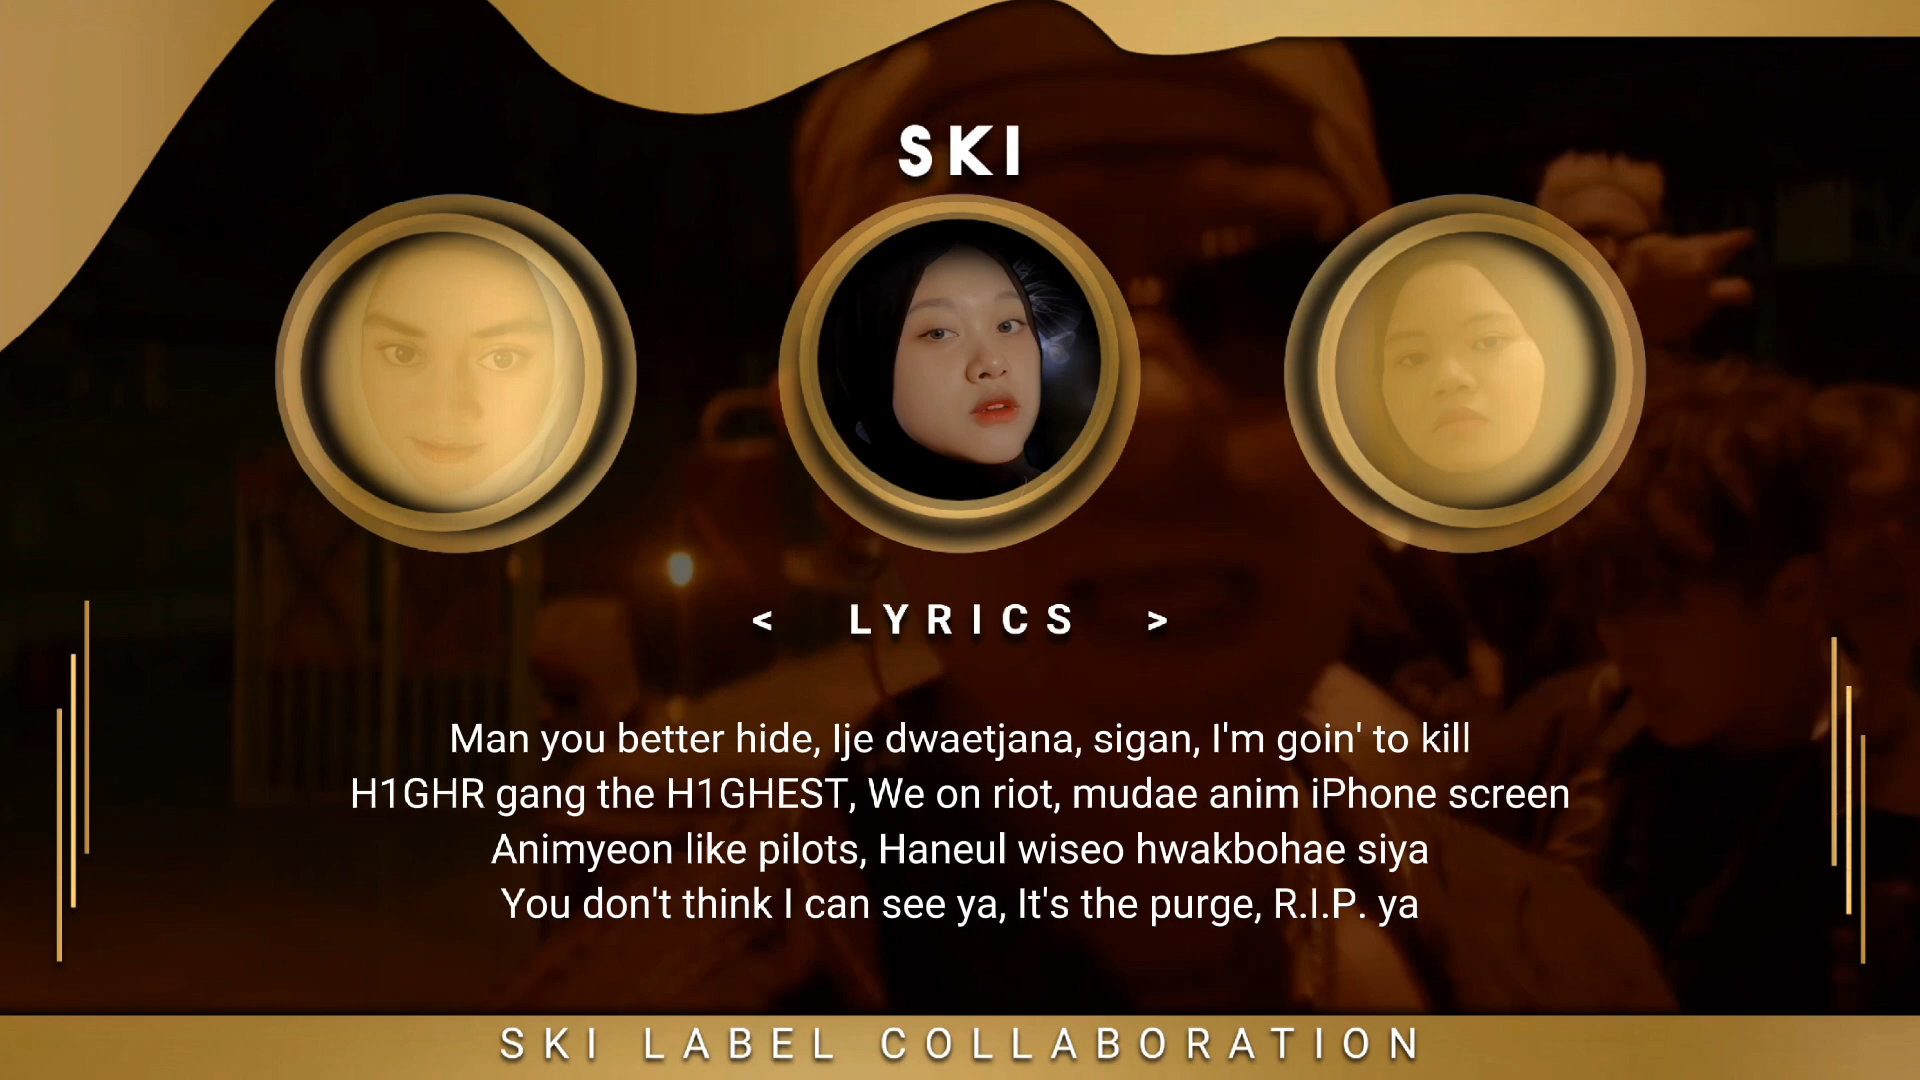 SKI
< LYRICS >
Man you better hide, Ije dwaetjana, sigan, I'm goin' to kill
H1GHR gang the H1GHEST, We on riot, mudae anim iPhone screen
Animyeon like pilots, Haneul wiseo hwakbohae siya
You don't think I can see ya, It's the purge, R.I.P. ya
SKI LABEL COLLABORATION